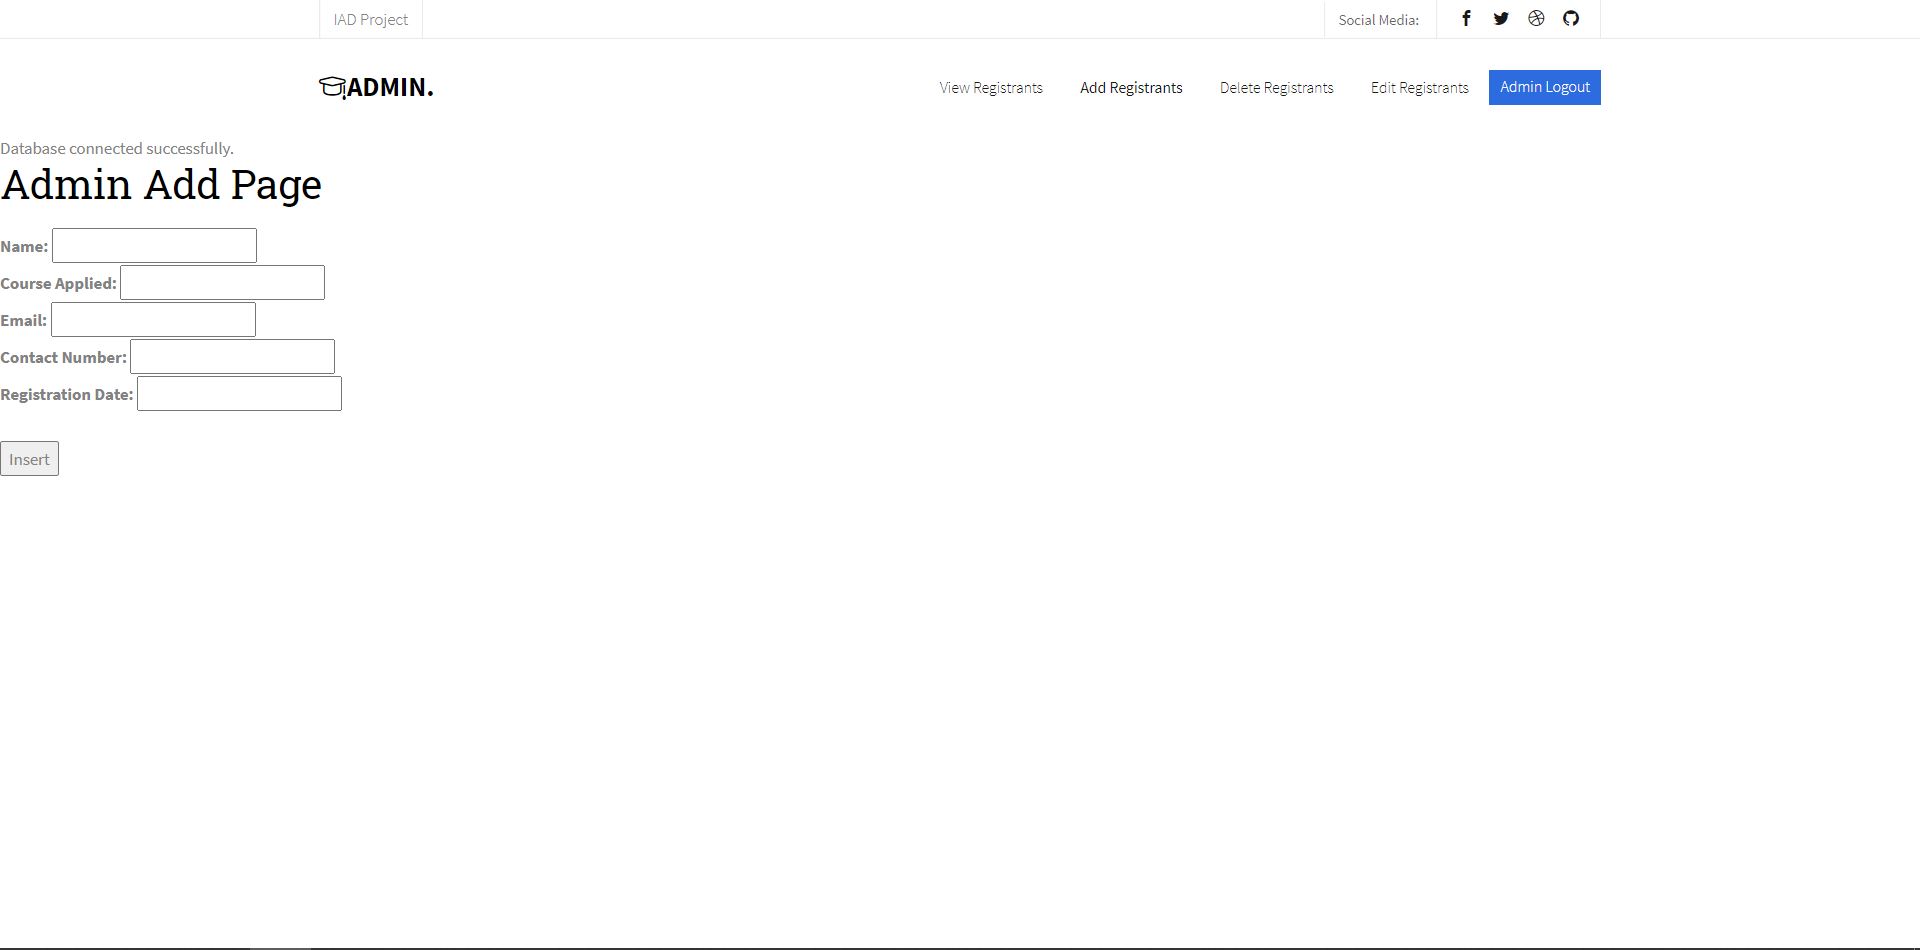 IAD Project
Social Media:
ADMIN.
View Registrants
Add Registrants
Delete Registrants
Edit Registrants
Admin Logout
Database connected successfully.
Admin Add Page
Name:
Course Applied:
Email:
Contact Number:
Registration Date:
Insert